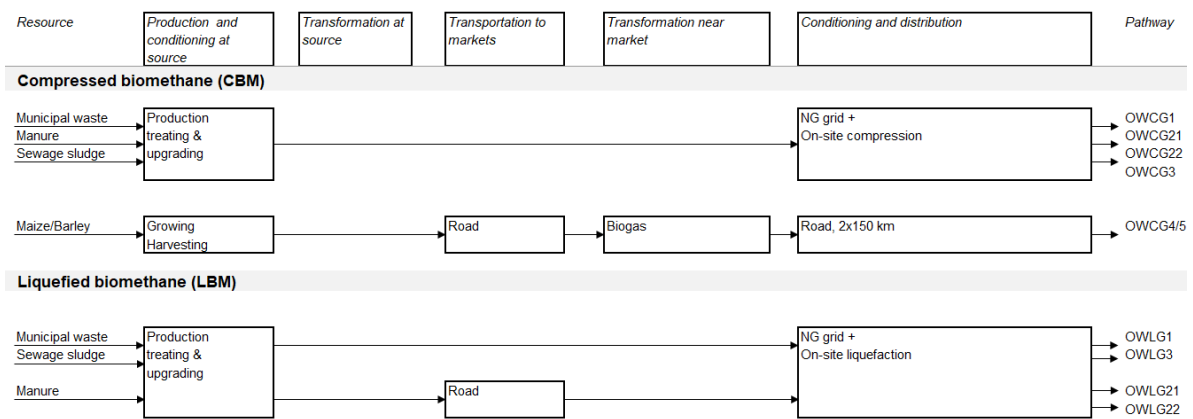 Resource
Production and
conditioning at
source
Transformation at
source
Transportation to
markets
Transformation near
market
Conditioning and distribution
Pathway
Compressed biomethane (CBM)
Municipal waste
Manure
Sewage sludge
Production
treating &
upgrading
NG grid +
On-site compression
OWCG1
OWCG21
OWCG22
OWCG3
Maize/Barley
Growing
Harvesting
Road
Biogas
Road, 2x150 km
OWCG4/5
Liquefied biomethane (LBM)
Municipal waste
Sewage sludge
Manure
Production
treating &
upgrading
Road
NG grid +
On-site liquefaction
OWLG1
OWLG3
OWLG21
OWLG22